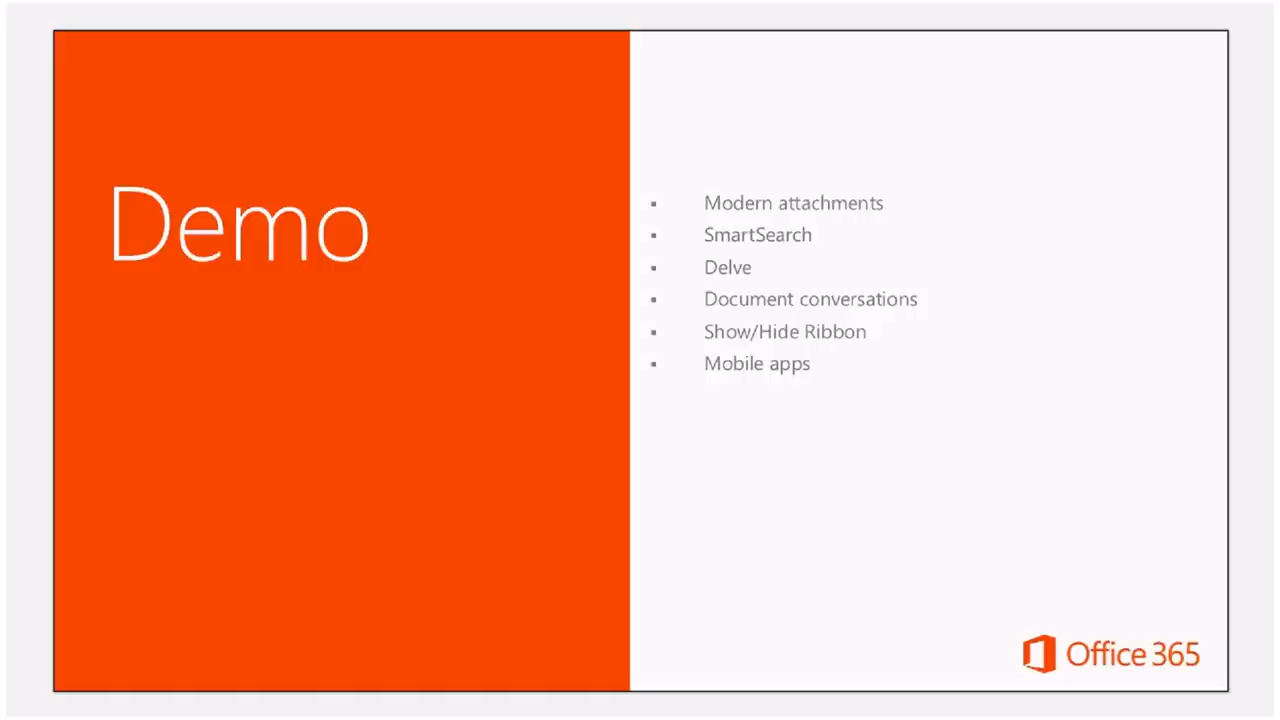 Demo
Modern attachments
SmartSearch
Delve
Document conversations
Show/Hide Ribbon
Mobile apps
Office 365